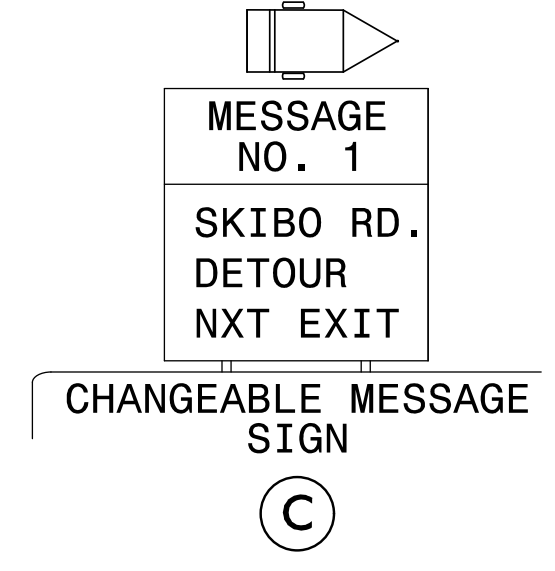 MESSAGE
NO. 1
SKIBO RD.
DETOUR
NXT EXIT
CHANGEABLE MESSAGE
SIGN
C